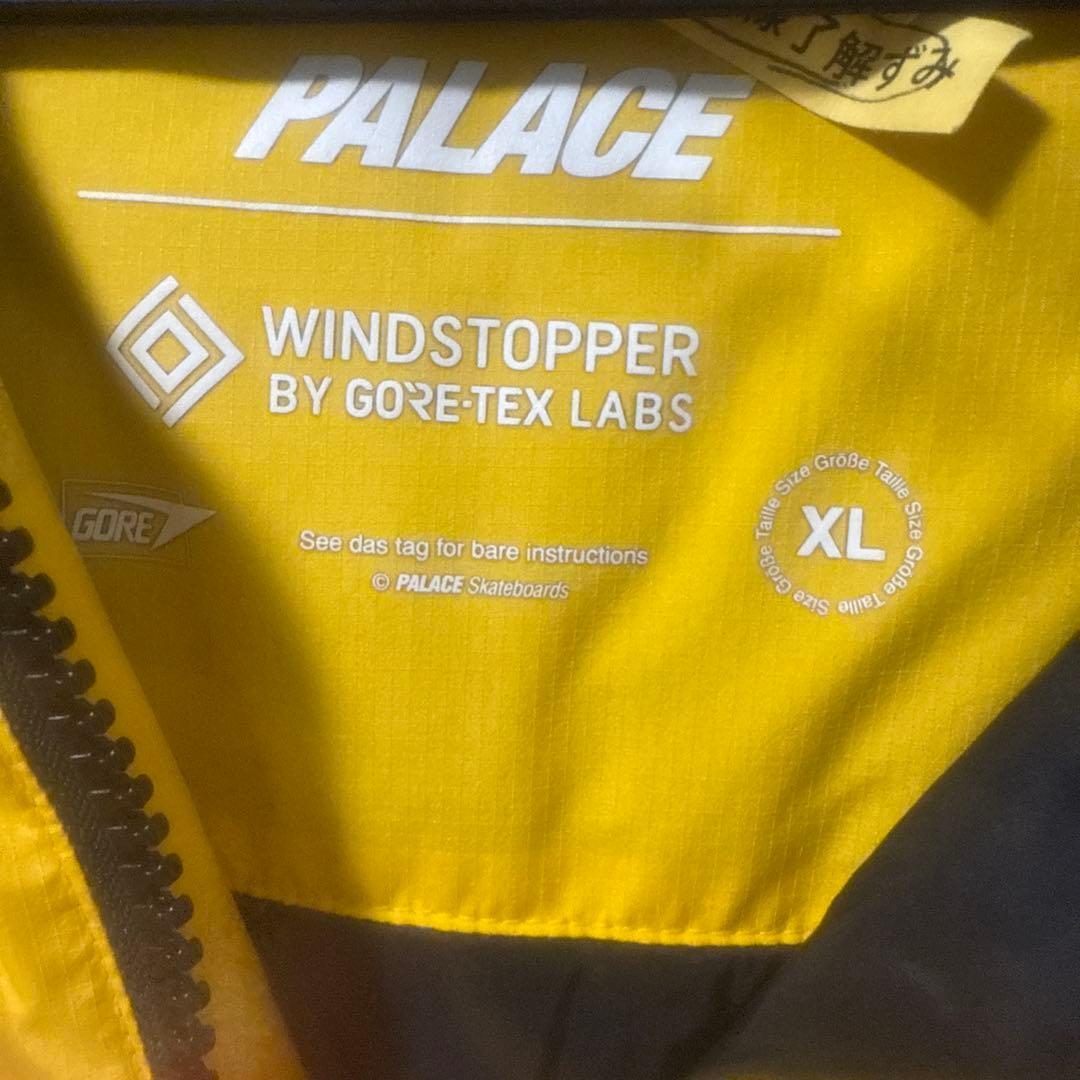 了解ずみ
PALACE
WINDSTOPPER
BY GORE-TEX LABS
GORE
See das tag for bare instructions
© PALACE Skateboards
Size Größe Taille Size Größe Taille Size Größe Taille
XL